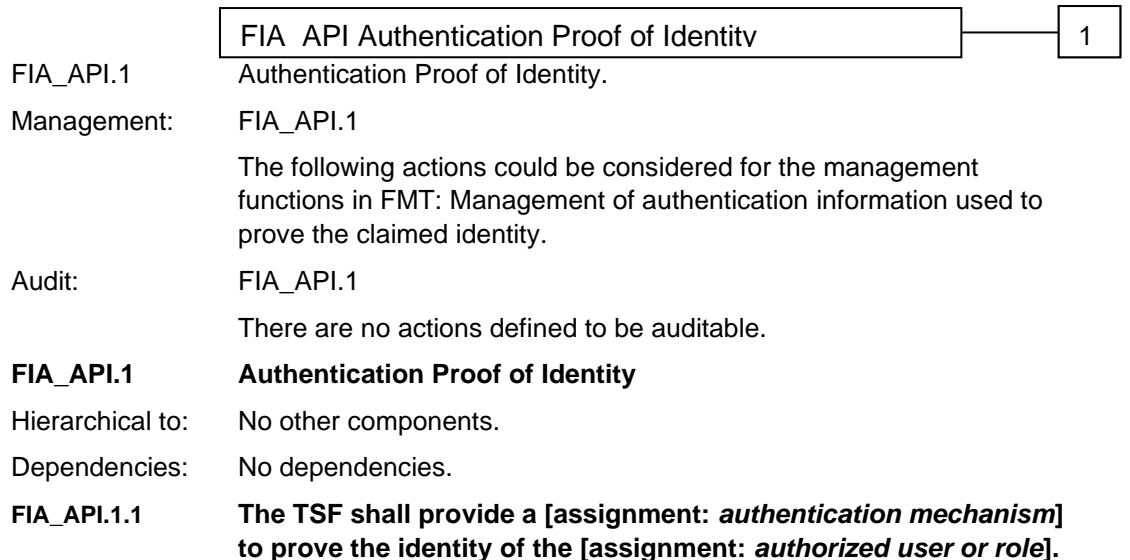 FIA_API Authentication Proof of Identity 1
FIA_API.1 Authentication Proof of Identity.
Management: FIA_API.1
The following actions could be considered for the management
functions in FMT: Management of authentication information used to
prove the claimed identity.
Audit: FIA_API.1
There are no actions defined to be auditable.
FIA_API.1 Authentication Proof of Identity
Hierarchical to: No other components.
Dependencies: No dependencies.
FIA_API.1.1 The TSF shall provide a [assignment: authentication mechanism]
to prove the identity of the [assignment: authorized user or role].